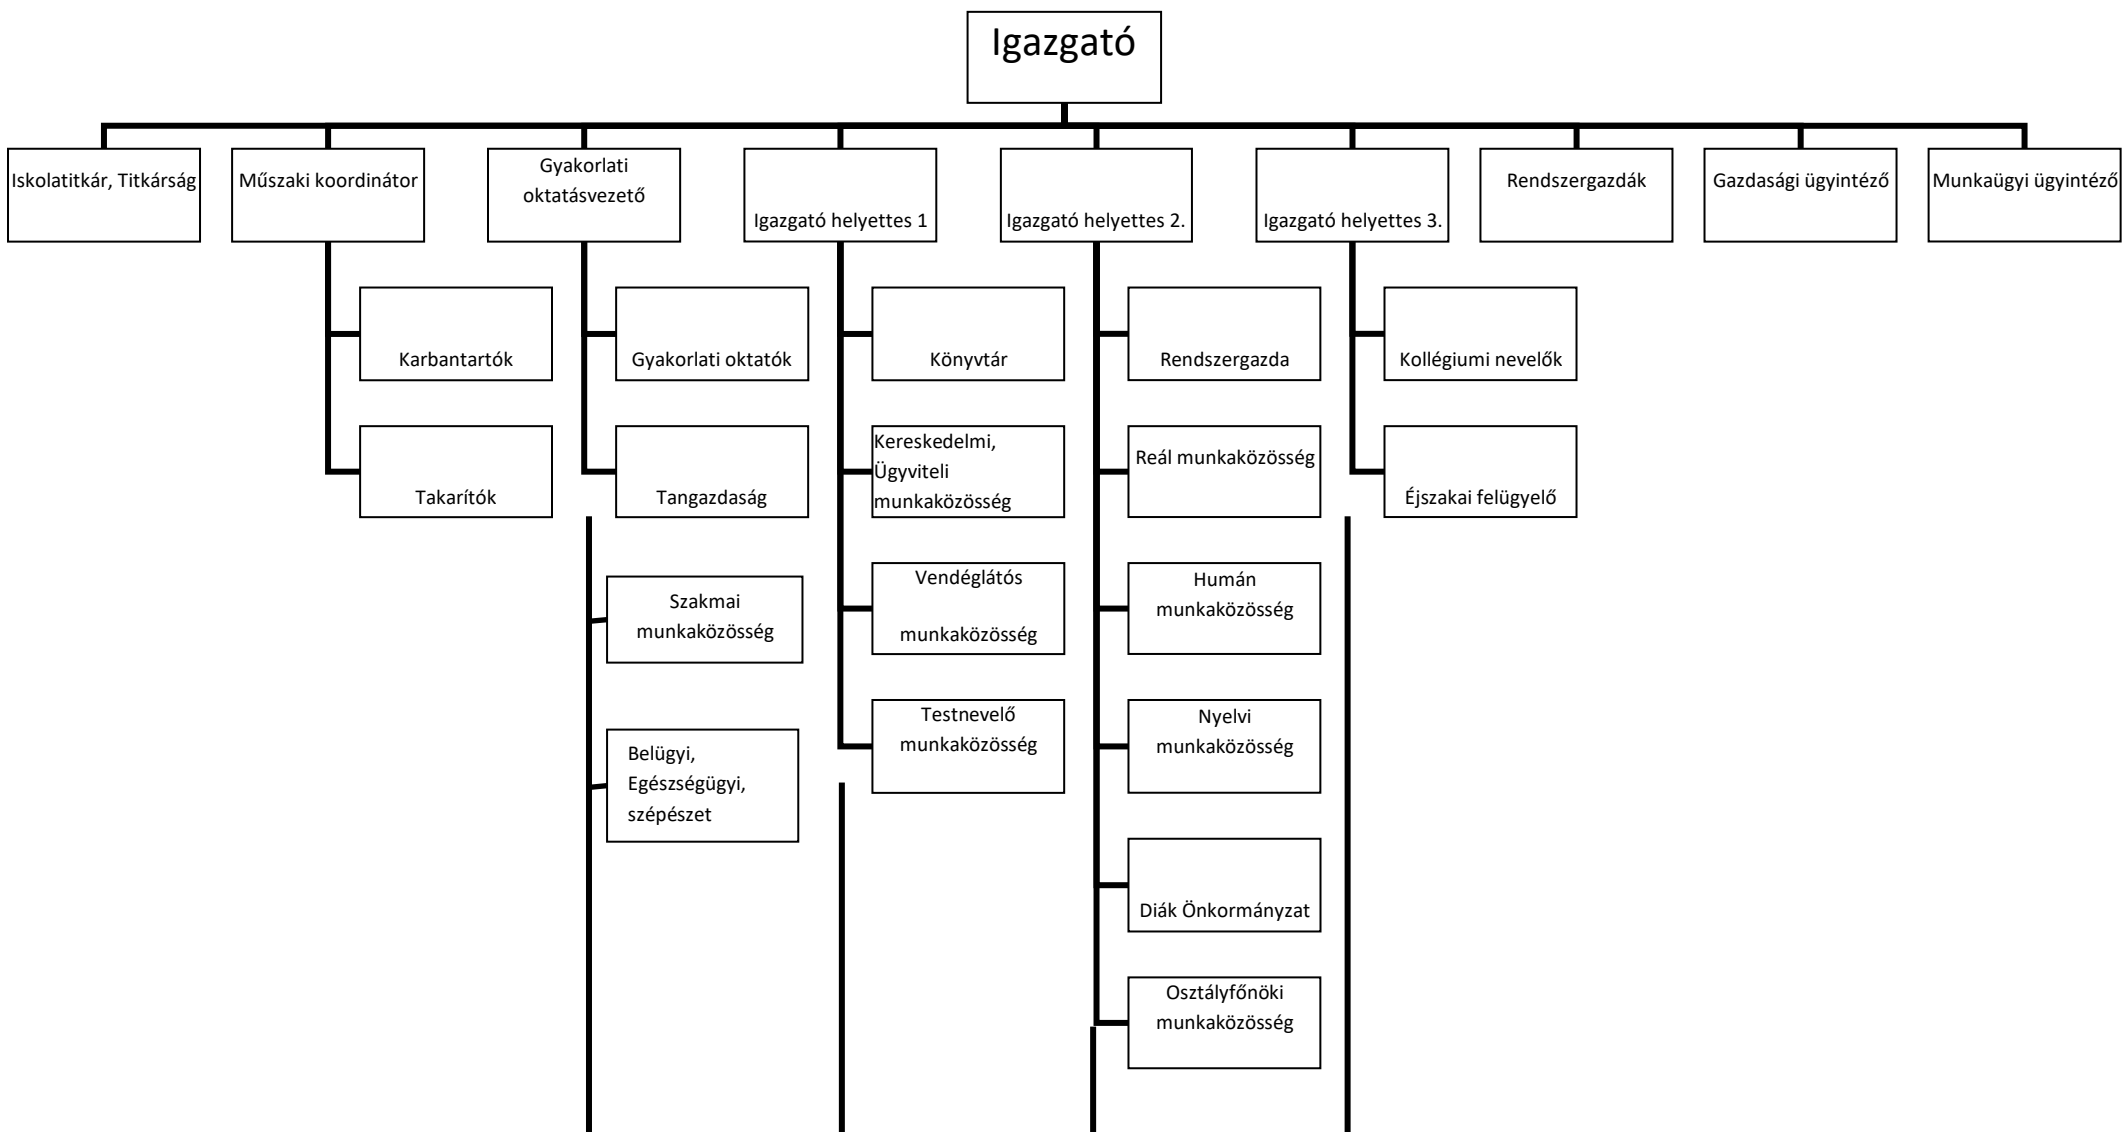 Igazgató
Iskolatitkár, Titkárság
Műszaki koordinátor
Gyakorlati
oktatásvezető
Igazgató helyettes 1
Igazgató helyettes 2.
Igazgató helyettes 3.
Rendszergazdák
Gazdasági ügyintéző
Munkaügyi ügyintéző
Karbantartók
Gyakorlati oktatók
Könyvtár
Rendszergazda
Kollégiumi nevelők
Takarítók
Tangazdaság
Kereskedelmi,
Ügyviteli
munkaközösség
Reál munkaközösség
Éjszakai felügyelő
Szakmai
munkaközösség
Vendéglátós
munkaközösség
Humán
munkaközösség
Belügyi,
Egészségügyi,
szépészet
Testnevelő
munkaközösség
Nyelvi
munkaközösség
Diák Önkormányzat
Osztályfőnöki
munkaközösség